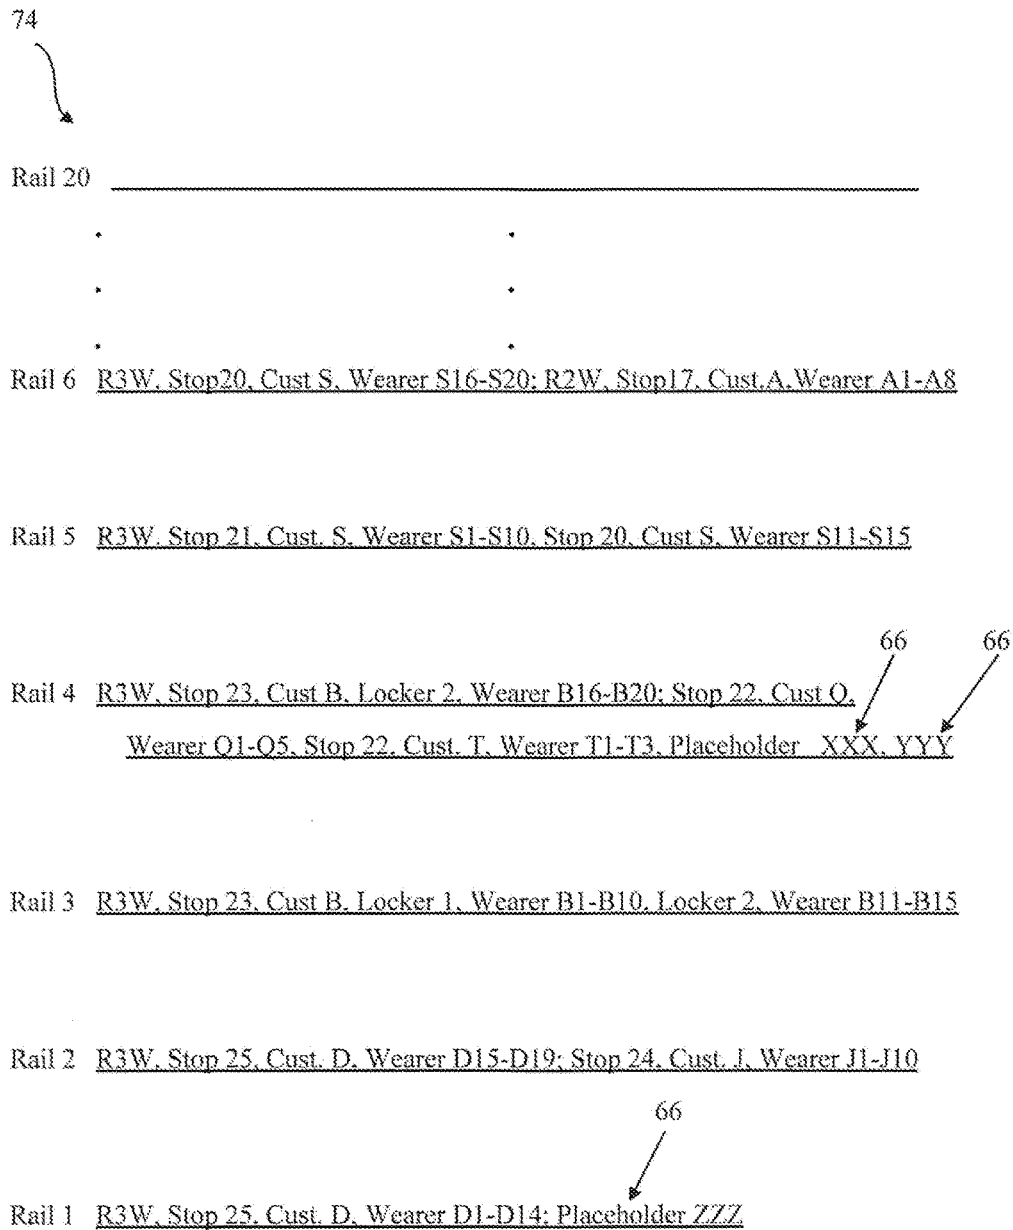 74
Rail 20
Rail 6 R3W, Stop20, Cust S, Wearer S16-S20; R2W, Stop17, Cust.A,Wearer A1-A8
Rail 5 R3W, Stop 21, Cust. S, Wearer S1-S10, Stop 20, Cust S, Wearer S11-S15
66 66
Rail 4 R3W, Stop 23, Cust B, Locker 2, Wearer B16-B20; Stop 22, Cust Q,
Wearer Q1-Q5, Stop 22, Cust. T, Wearer T1-T3, Placeholder XXX, YYY
Rail 3 R3W, Stop 23, Cust B, Locker 1, Wearer B1-B10, Locker 2, Wearer B11-B15
Rail 2 R3W, Stop 25, Cust. D, Wearer D15-D19; Stop 24, Cust. J, Wearer J1-J10
66
Rail 1 R3W, Stop 25, Cust. D, Wearer D1-D14; Placeholder ZZZ